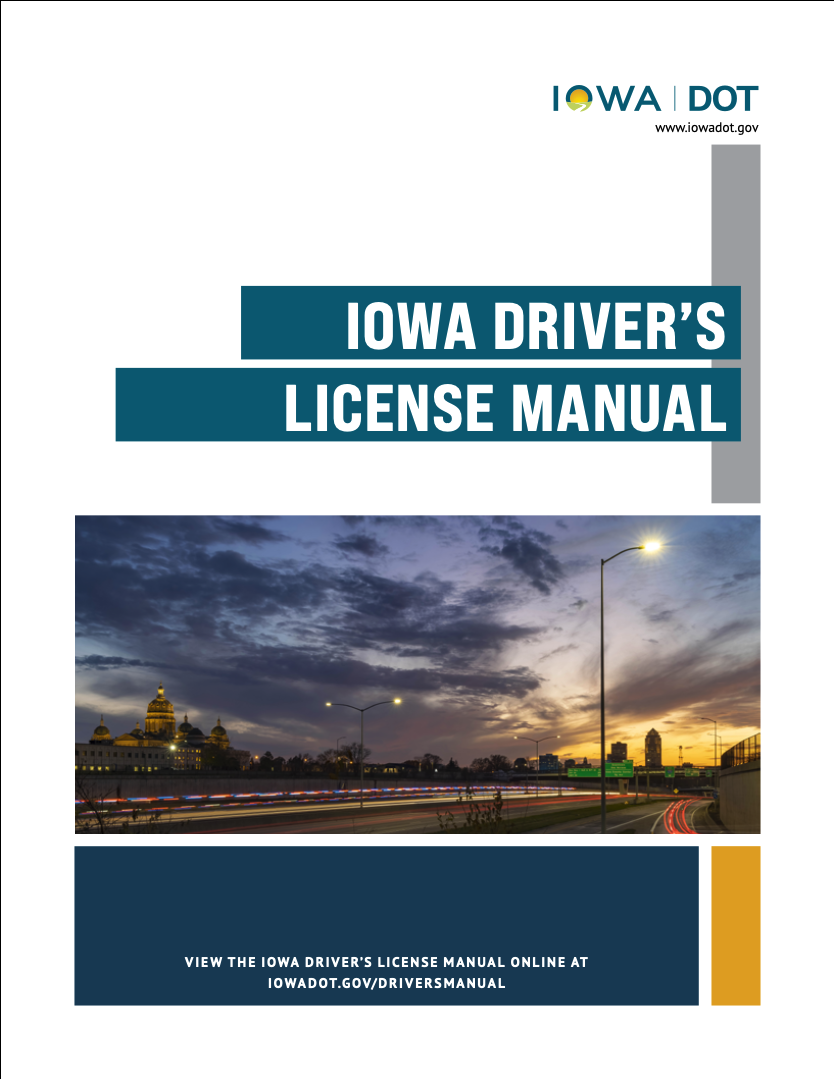 IOWA | DOT
www.iowadot.gov
IOWA DRIVER’S
LICENSE MANUAL
VIEW THE IOWA DRIVER’S LICENSE MANUAL ONLINE AT
IOWADOT.GOV/DRIVERSMANUAL